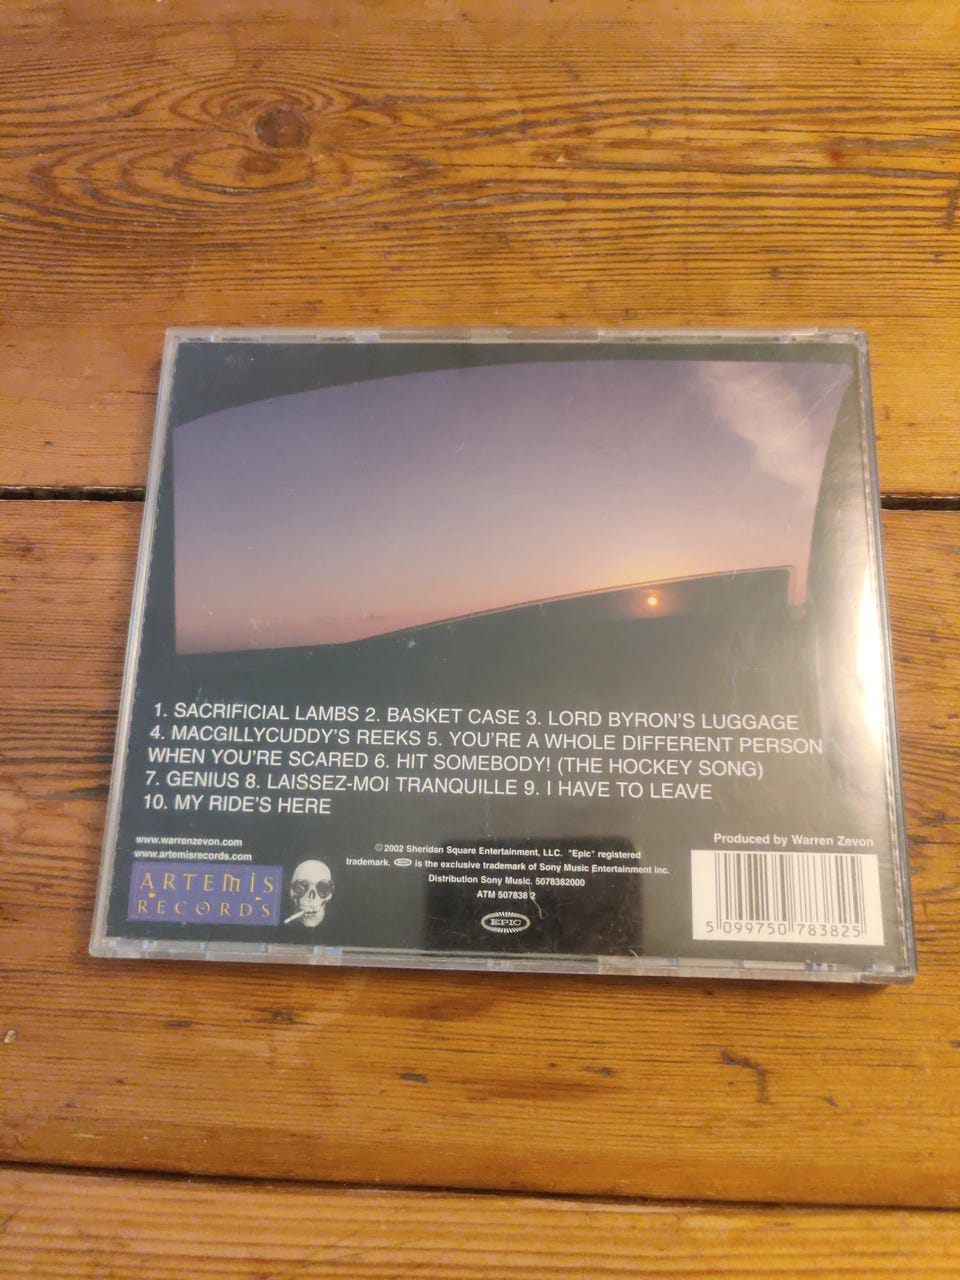 1. SACRIFICIAL LAMBS 2. BASKET CASE 3. LORD BYRON'S LUGGAGE
4. MACGILLYCUDDY'S REEKS 5. YOU'RE A WHOLE DIFFERENT PERSON
WHEN YOU'RE SCARED 6. HIT SOMEBODY! (THE HOCKEY SONG)
7. GENIUS 8. LAISSEZ-MOI TRANQUILLE 9. I HAVE TO LEAVE
10. MY RIDE'S HERE
www.warrenzevon.com
www.artemisrecords.com
ARTEMIS
RECORDS
© 2002 Sheridan Square Entertainment, LLC. "Epic" registered
trademark. EPIC is the exclusive trademark of Sony Music Entertainment Inc.
Distribution Sony Music. 5078382000
ATM 507838 2
EPIC
Produced by Warren Zevon
5 099750 783825